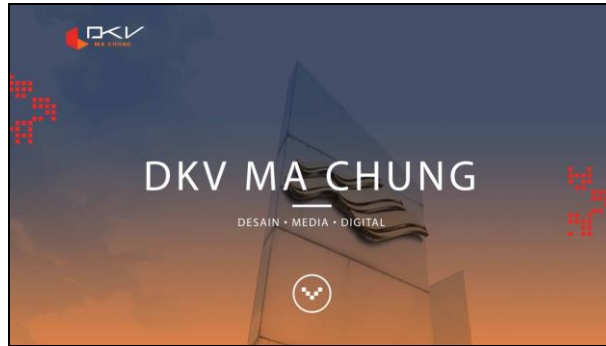 DKV
MA CHUNG
DKV MA CHUNG
DESAIN • MEDIA • DIGITAL